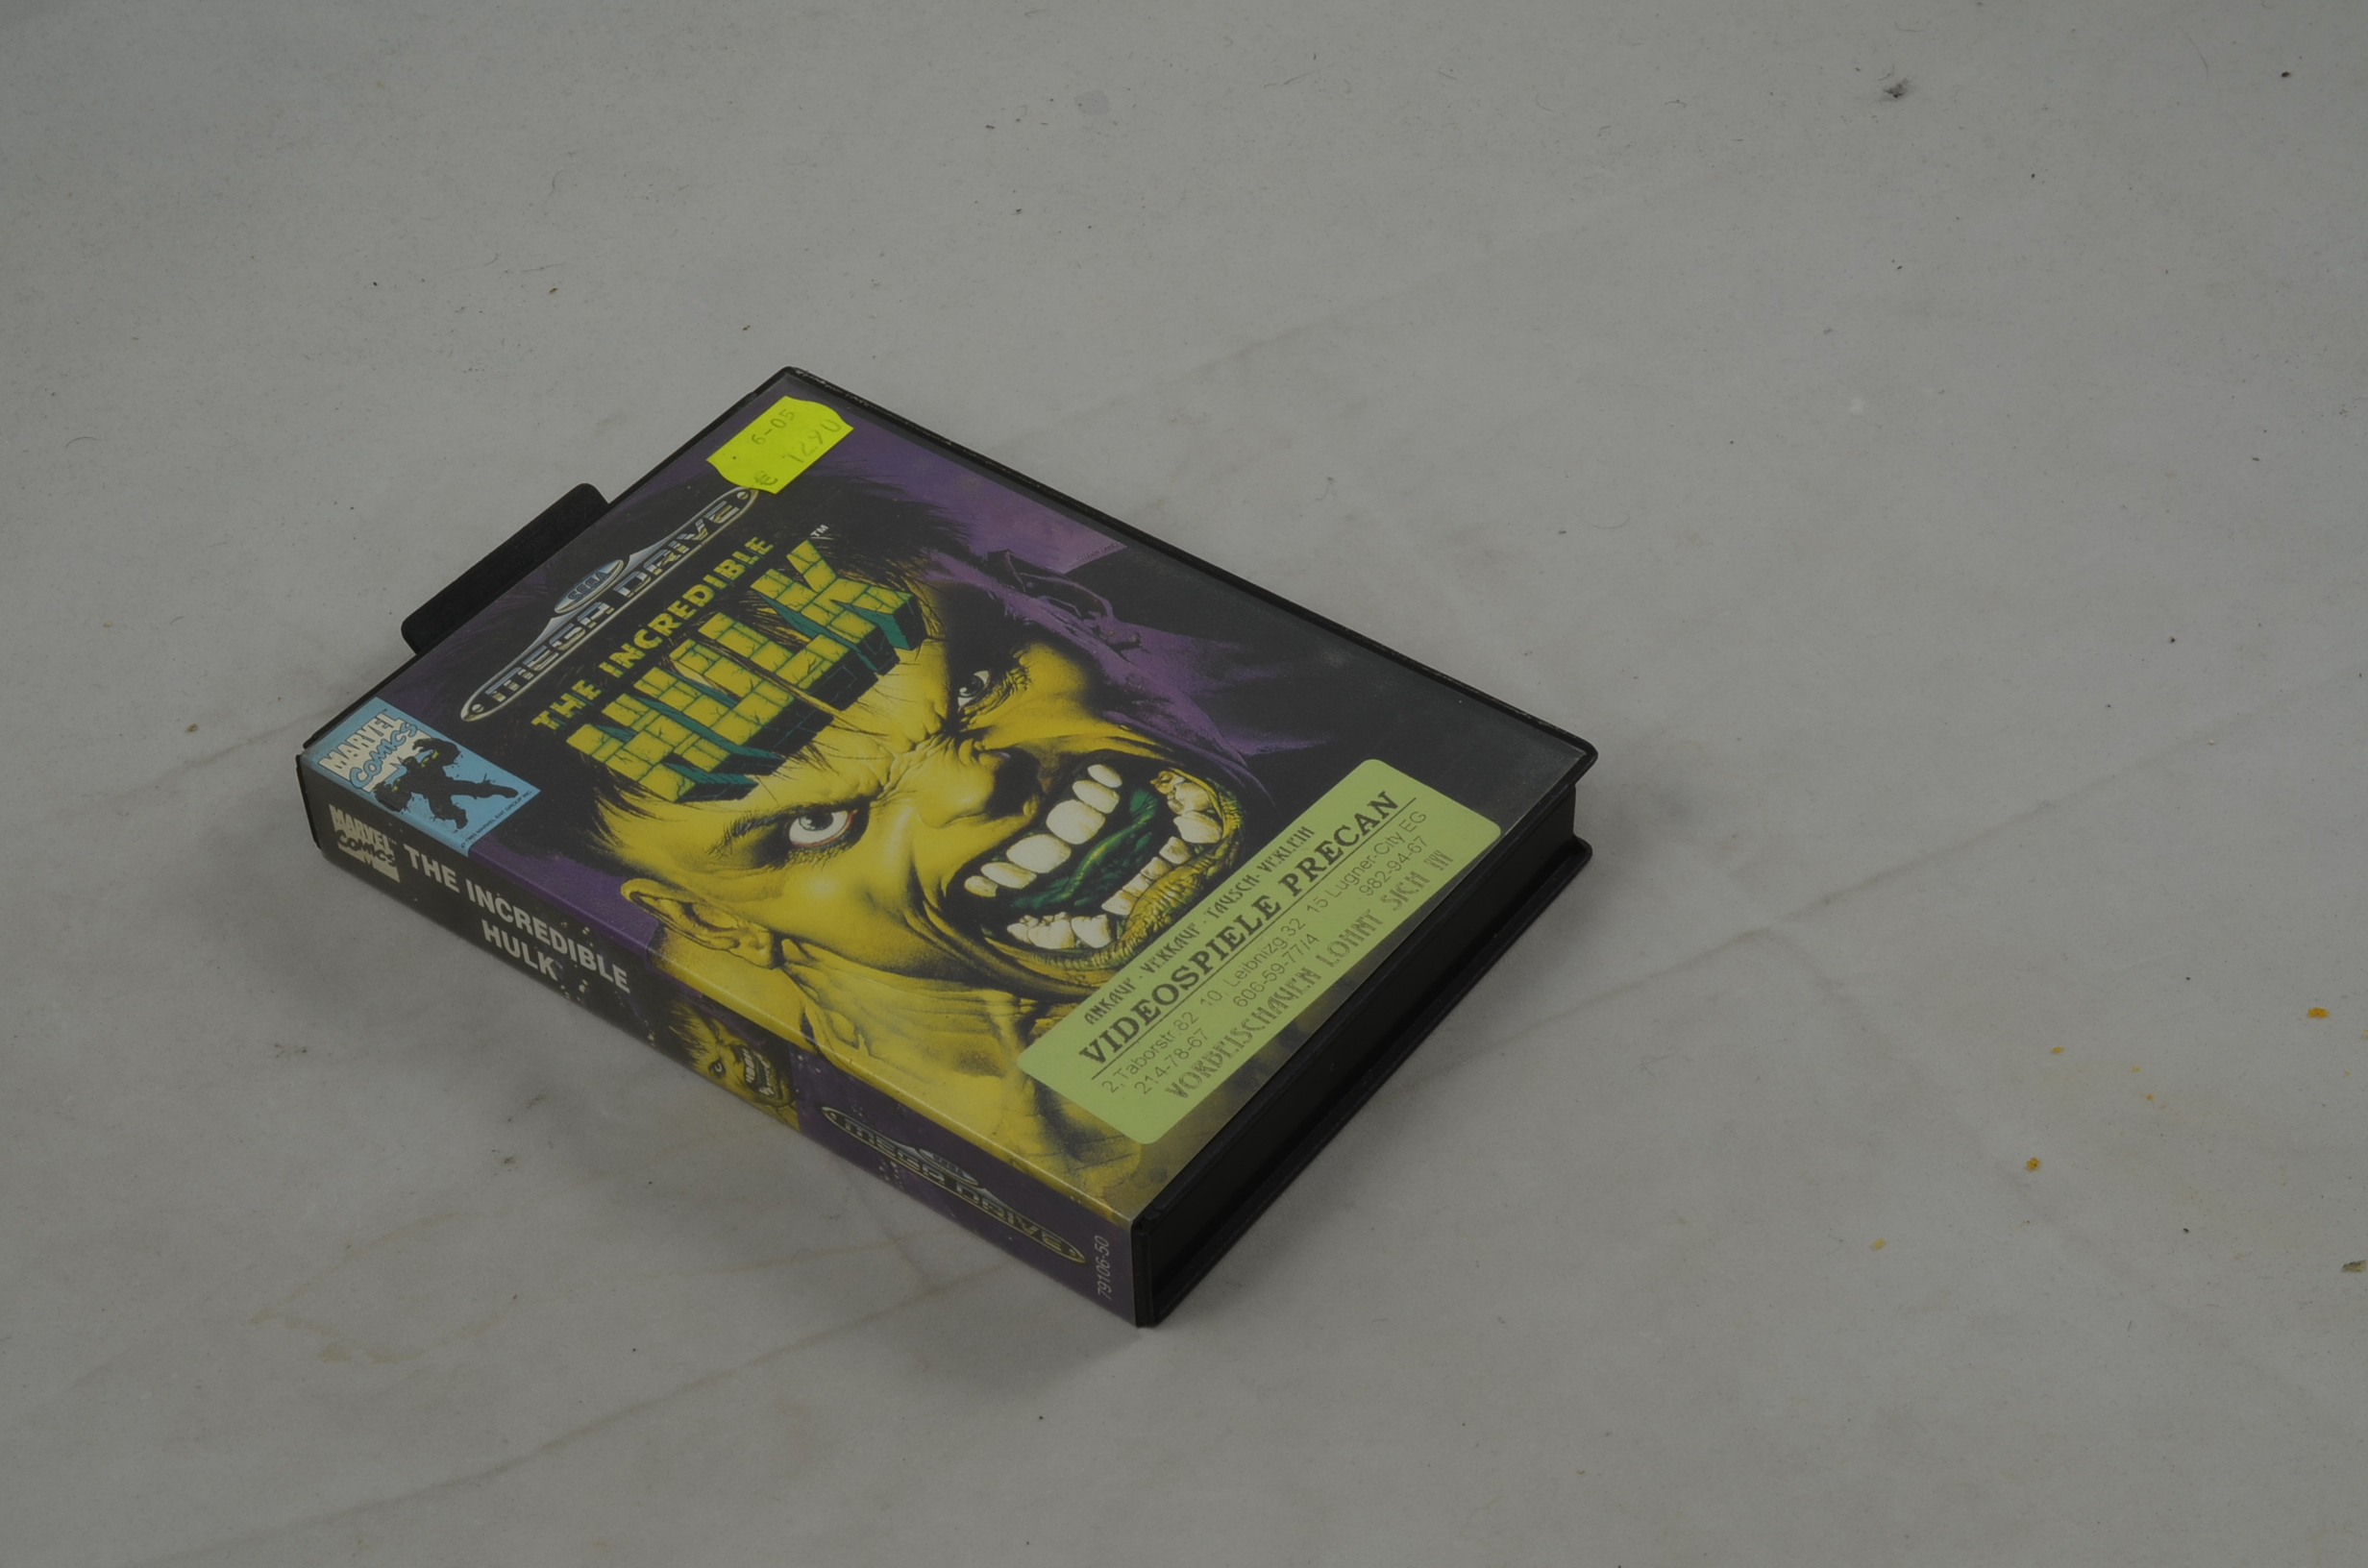 6-05
€ 12.90
SEGA
MEGA DRIVE
THE INCREDIBLE
HULK™
MARVEL
COMICS
ANKAUF - VERKAUF - TAUSCH - VERLEIH
VIDEOSPIELE PRECAN
2,Taborstr 82 10, Leibnizg 32 15 Lugner-City EG
214-78-67 606-59-77/4 982-94-67
VORBEISCHAUEN LOHNT SICH !!!
MARVEL
COMICS
THE INCREDIBLE
HULK
SEGA
MEGA DRIVE
79106-50